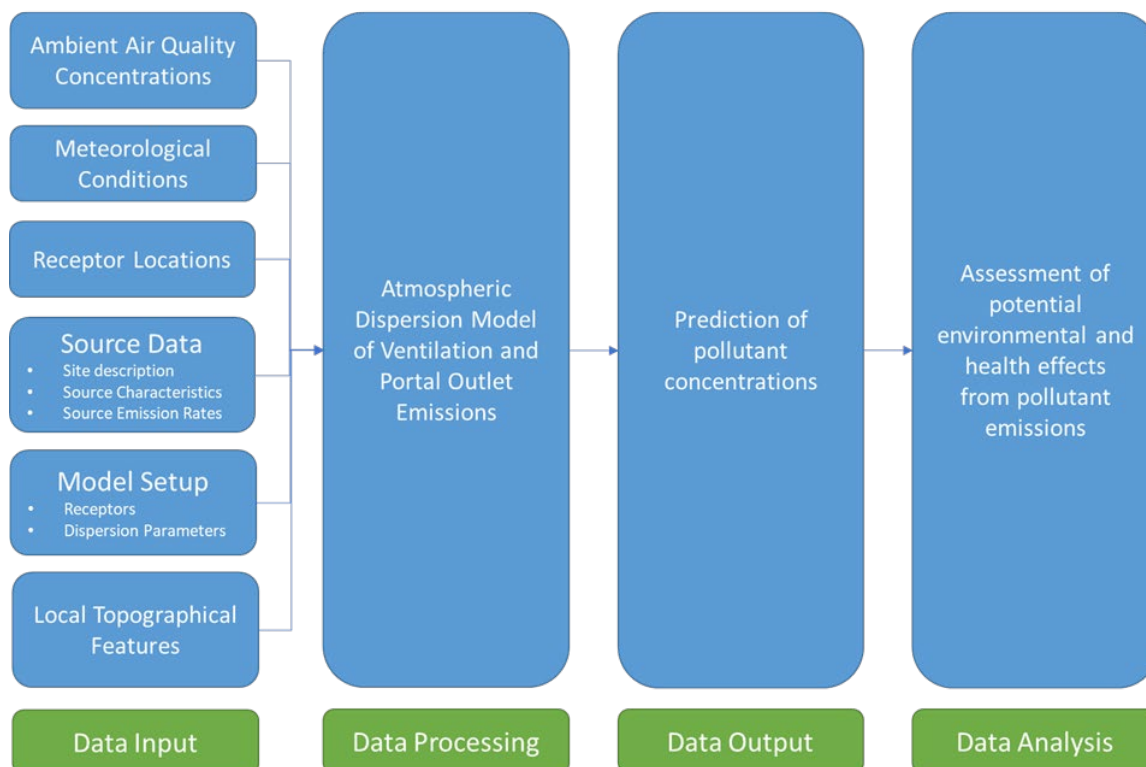 Ambient Air Quality
Concentrations
Meteorological
Conditions
Receptor Locations
Source Data
• Site description
• Source Characteristics
• Source Emission Rates
Model Setup
• Receptors
• Dispersion Parameters
Local Topographical
Features
Data Input
Atmospheric
Dispersion Model
of Ventilation and
Portal Outlet
Emissions
Data Processing
Prediction of
pollutant
concentrations
Data Output
Assessment of
potential
environmental and
health effects
from pollutant
emissions
Data Analysis